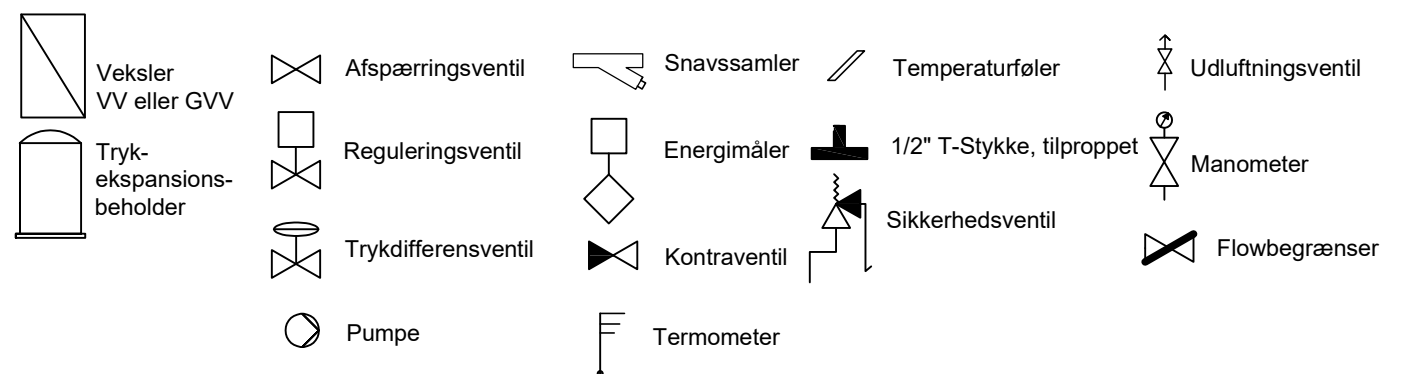 Veksler
VV eller GVV
Tryk-
ekspansions-
beholder
Afspærringsventil
Reguleringsventil
Trykdifferensventil
Pumpe
Snavssamler
Energimåler
Kontraventil
Termometer
Temperaturføler
1/2" T-Stykke, tilproppet
Sikkerhedsventil
Udluftningsventil
Manometer
Flowbegrænser